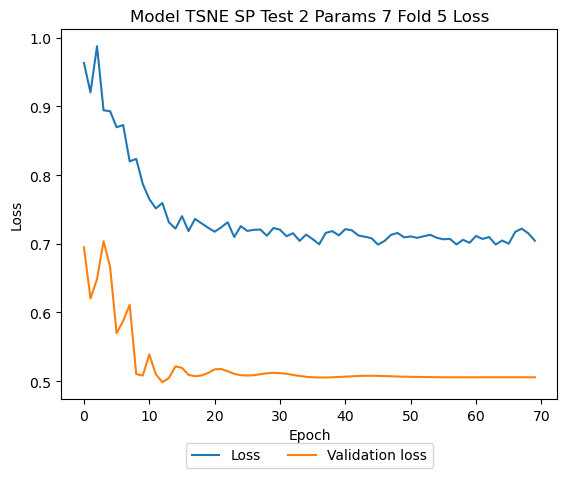 Model TSNE SP Test 2 Params 7 Fold 5 Loss
1.0
0.9
0.8
0.7
0.6
0.5
Loss
0 10 20 30 40 50 60 70
Epoch
Loss Validation loss